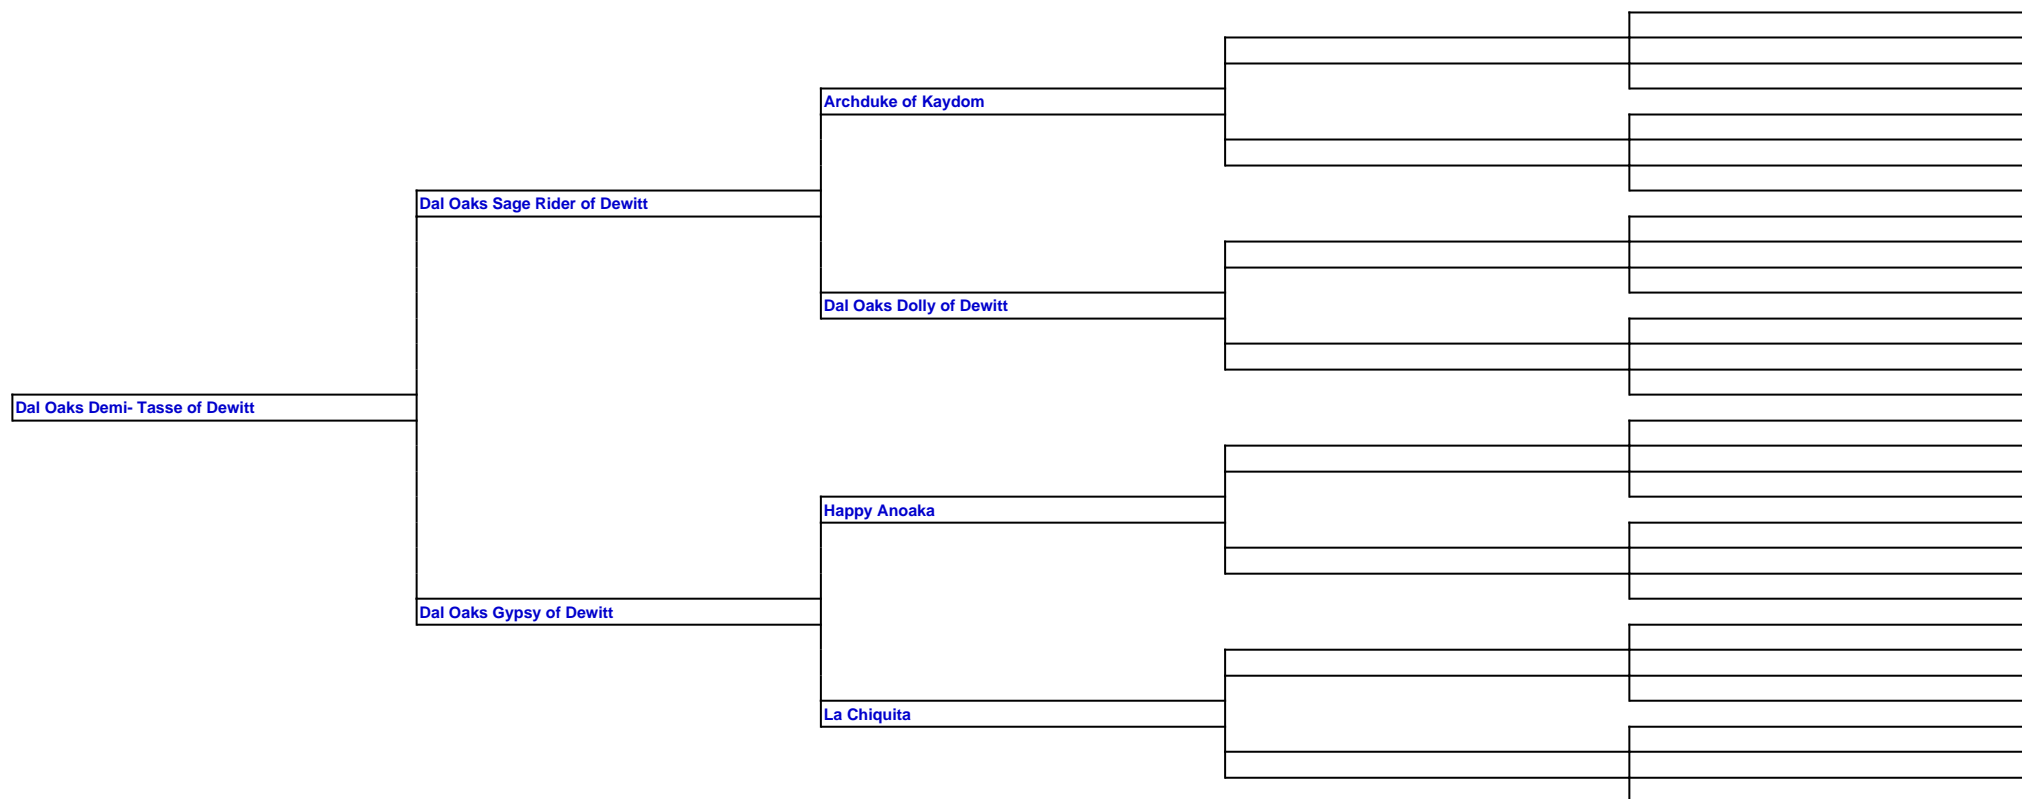 Archduke of Kaydom
Dal Oaks Sage Rider of Dewitt
Dal Oaks Dolly of Dewitt
Dal Oaks Demi- Tasse of Dewitt
Happy Anoaka
Dal Oaks Gypsy of Dewitt
La Chiquita